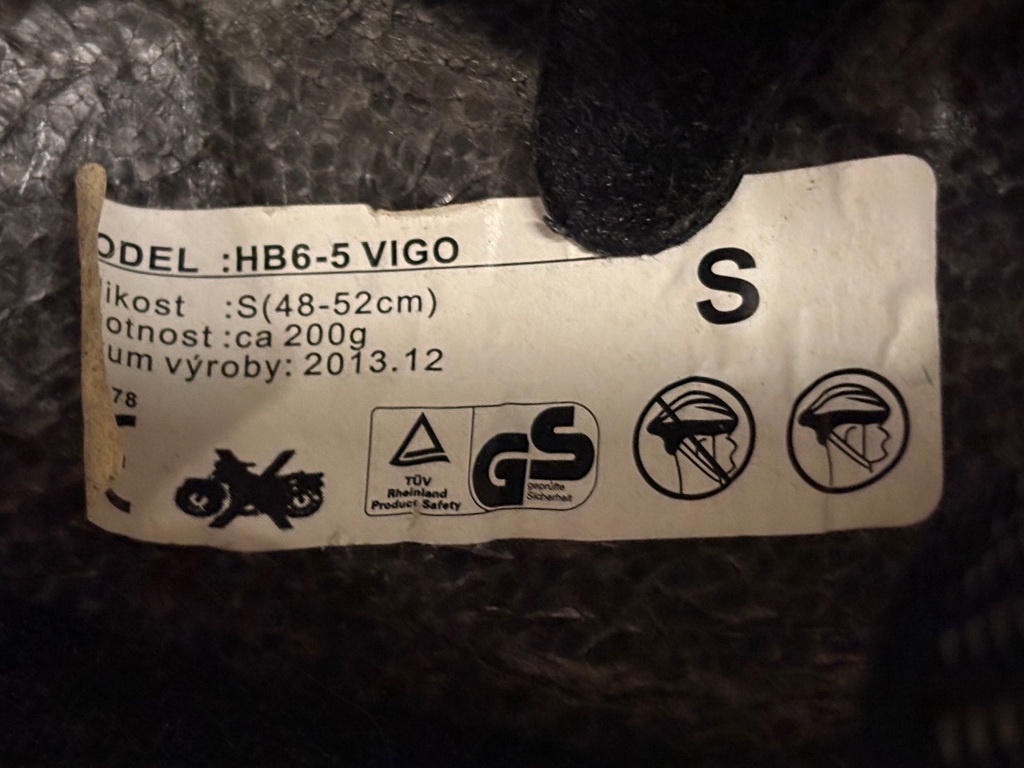 ODEL :HB6-5 VIGO
ikost :S(48-52cm)
otnost :ca 200g
um výroby: 2013.12
S
78
TÜV
Rheinland
Product Safety
GS
geprüfte
Sicherheit